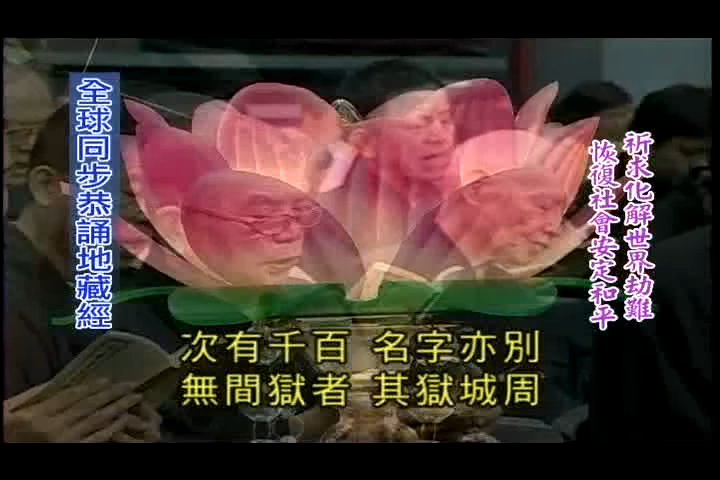 全球同步恭誦地藏經
祈求化解世界劫難
恢復社會安定和平
次有千百 名字亦別
無間獄者 其獄城周